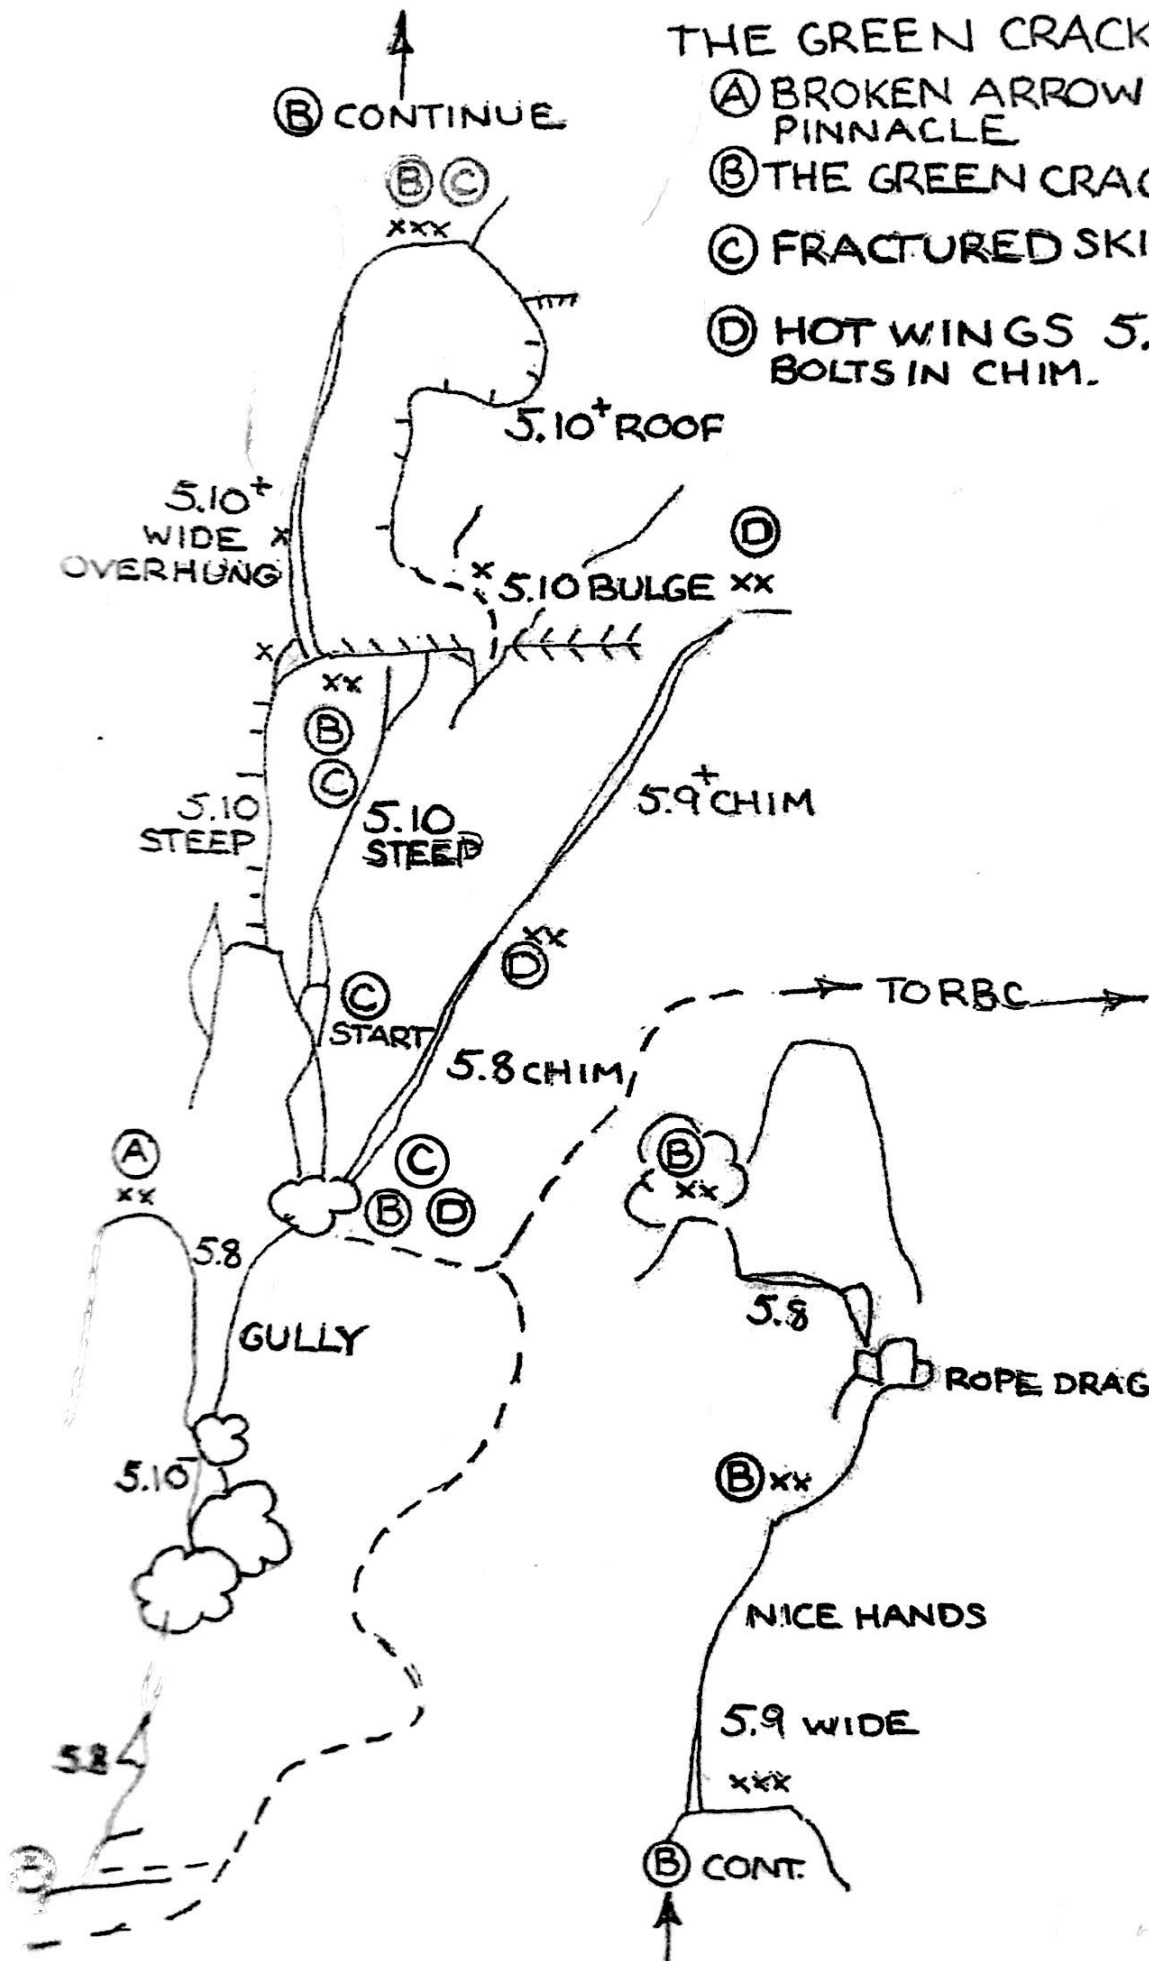 THE GREEN CRACK
Ⓐ BROKEN ARROW
PINNACLE
Ⓑ THE GREEN CRAC
Ⓒ FRACTURED SKI
Ⓓ HOT WINGS 5.
BOLTS IN CHIM.
Ⓑ CONTINUE
Ⓑ Ⓒ
xxx
5.10+ ROOF
5.10+
WIDE x
OVERHUNG
Ⓓ
x
5.10 BULGE xx
x
xx
Ⓑ
Ⓒ
5.9+ CHIM
5.10
STEEP
5.10
STEEP
xx
Ⓓ
Ⓒ
START
TO RBC
5.8 CHIM
Ⓐ
xx
Ⓒ
Ⓑ Ⓓ
Ⓑ
xx
5.8
GULLY
5.8
ROPE DRAG
5.10-
Ⓑ xx
NICE HANDS
5.9 WIDE
xxx
5.8
Ⓑ CONT.